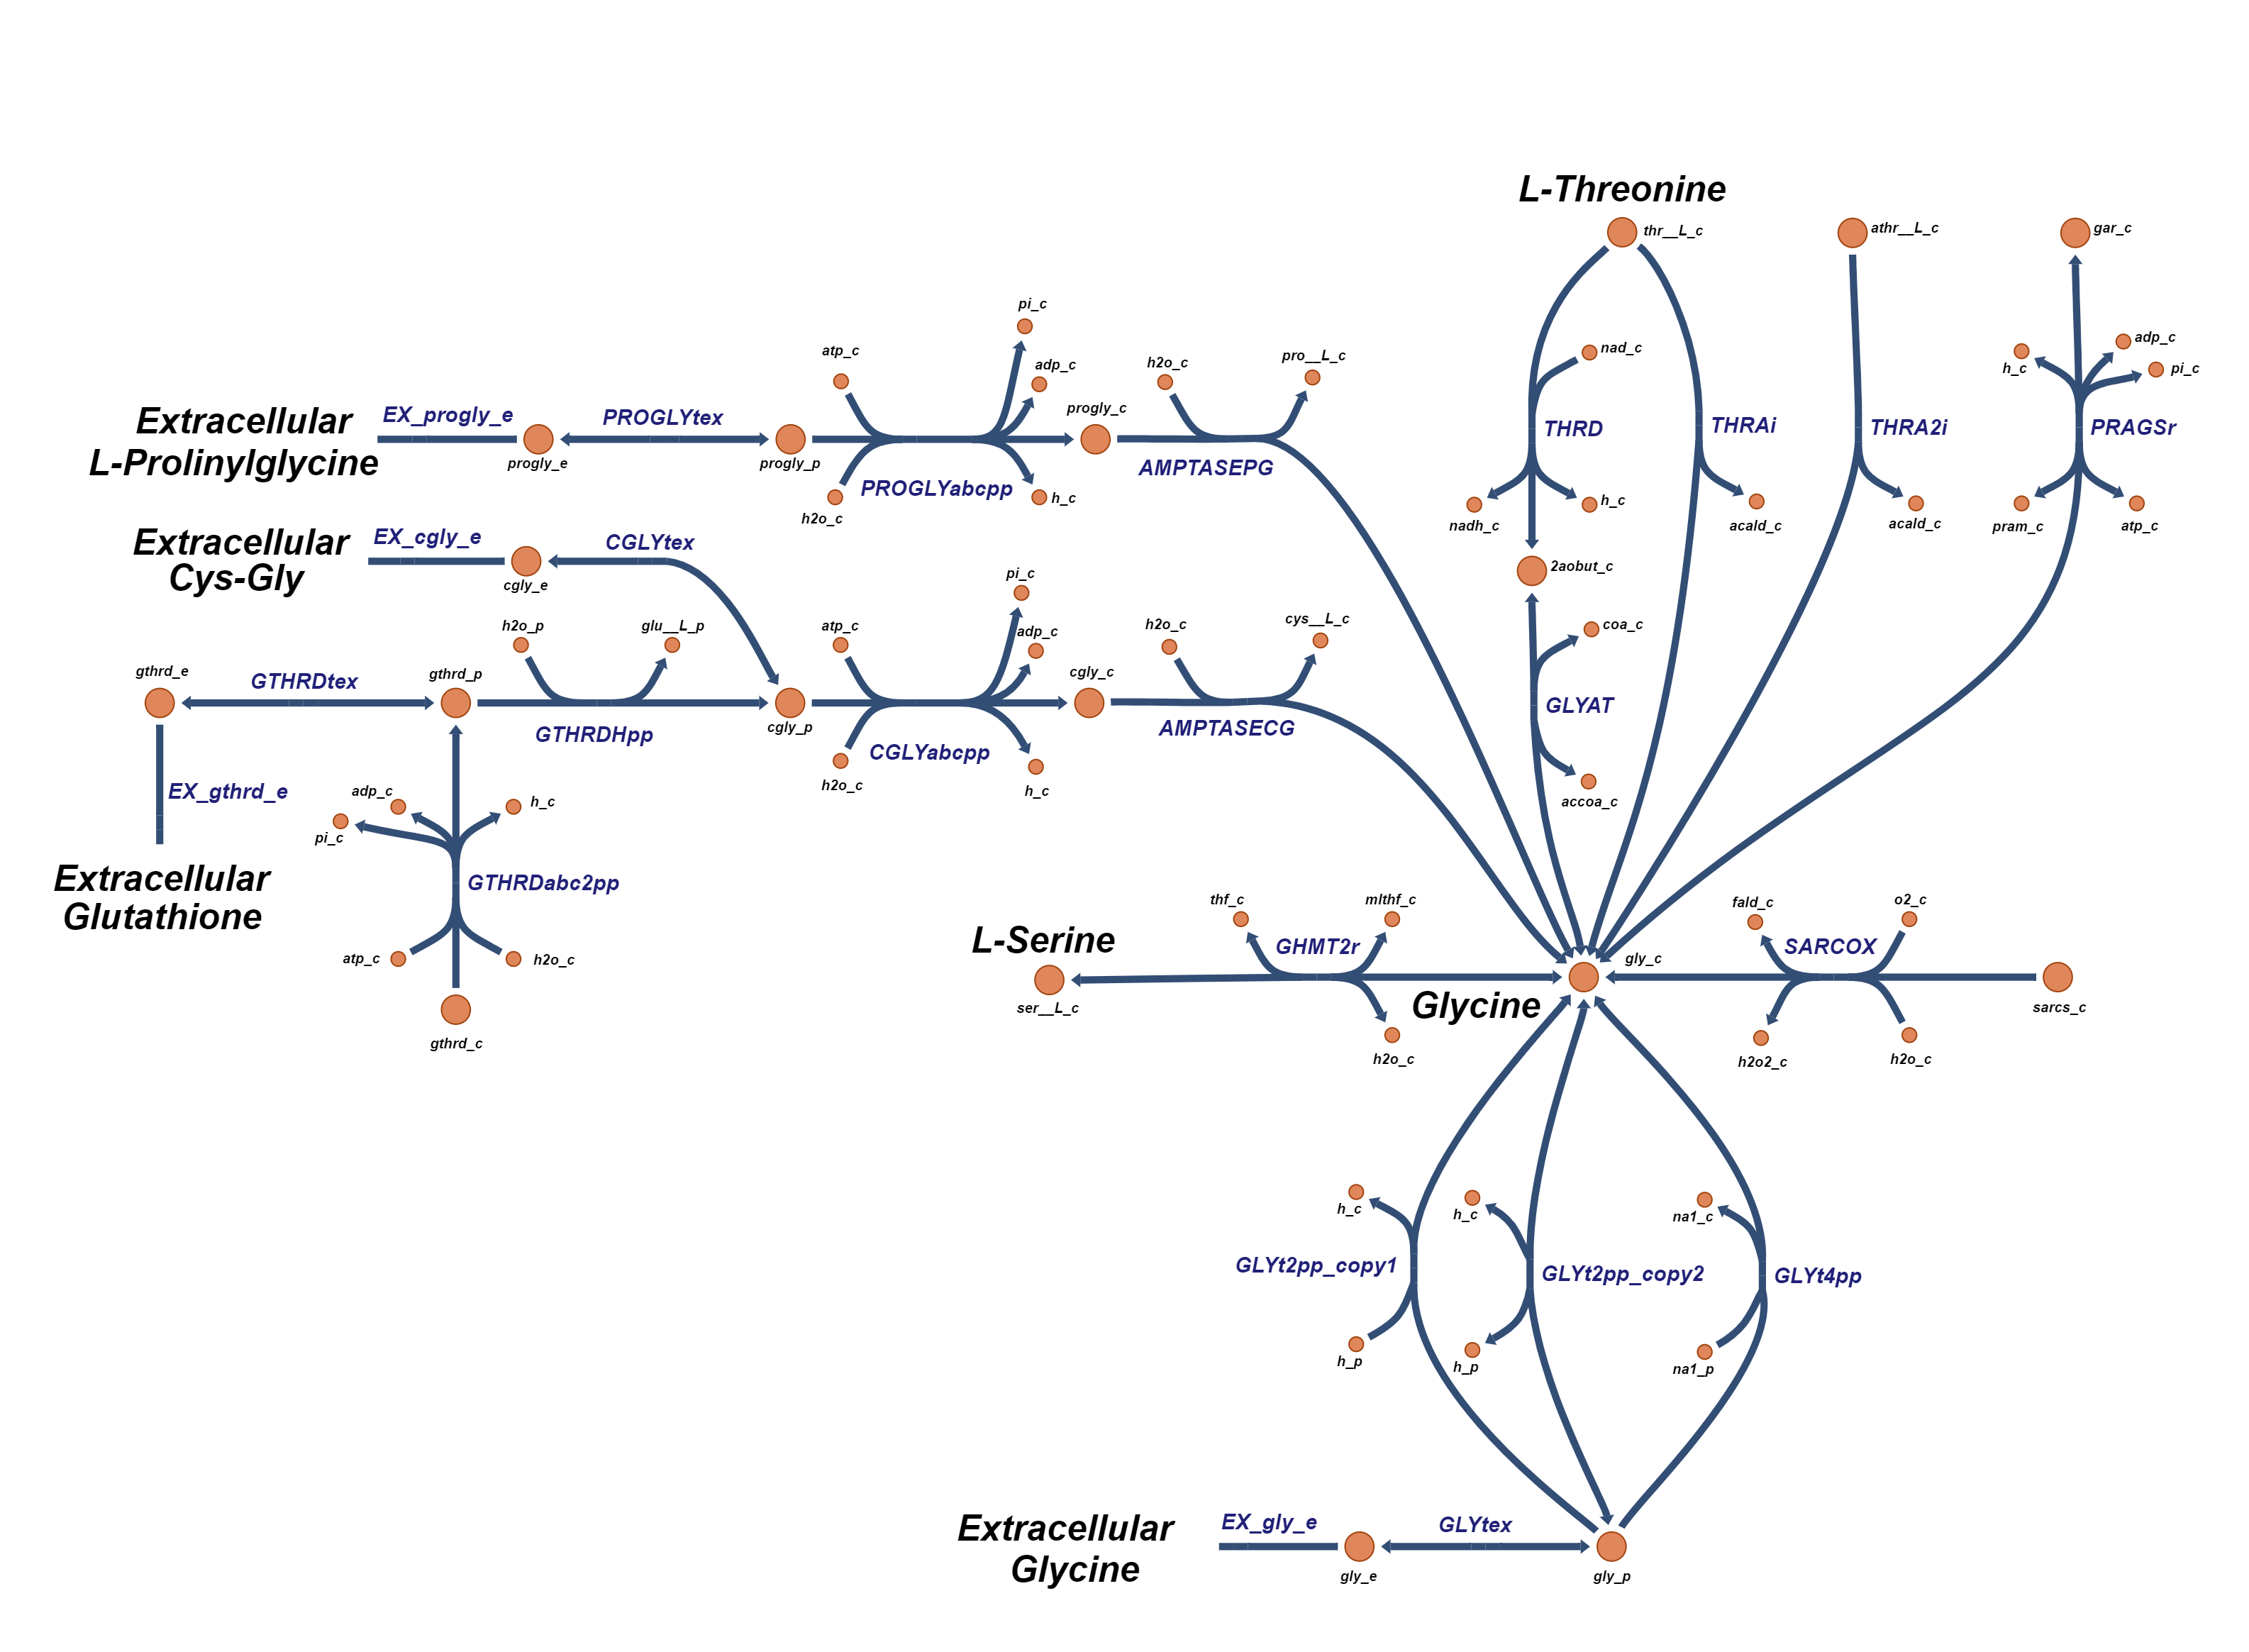 L-Threonine
thr__L_c
athr__L_c
gar_c
pi_c
adp_c
nad_c
h_c
pi_c
atp_c
adp_c
h2o_c
pro__L_c
progly_c
Extracellular
L-Prolinylglycine
EX_progly_e
PROGLYtex
progly_e
progly_p
PROGLYabcpp
AMPTASEPG
h2o_c
h_c
THRD
THRAi
THRA2i
PRAGSr
nadh_c
h_c
acald_c
acald_c
pram_c
atp_c
Extracellular
Cys-Gly
EX_cgly_e
CGLYtex
cgly_e
2aobut_c
pi_c
h2o_p
glu__L_p
atp_c
adp_c
h2o_c
cys__L_c
coa_c
gthrd_e
GTHRDtex
gthrd_p
cgly_c
GTHRDHpp
cgly_p
CGLYabcpp
AMPTASECG
GLYAT
EX_gthrd_e
adp_c
h_c
pi_c
h2o_c
h_c
accoa_c
Extracellular
Glutathione
GTHRDabc2pp
atp_c
h2o_c
gthrd_c
L-Serine
thf_c
mlthf_c
GHMT2r
ser__L_c
h2o_c
Glycine
gly_c
fald_c
o2_c
SARCOX
sarcs_c
h2o2_c
h2o_c
h_c
h_c
na1_c
GLYt2pp_copy1
GLYt2pp_copy2
GLYt4pp
h_p
h_p
na1_p
Extracellular
Glycine
EX_gly_e
GLYtex
gly_e
gly_p